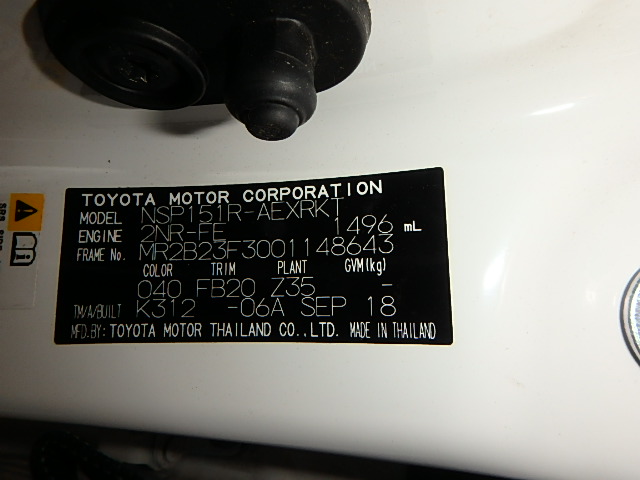 TOYOTA MOTOR CORPORATION
MODEL NSP151R-AEXRKT
ENGINE 2NR-FE 1496 mL
FRAME No. MR2B23F3001148643
COLOR TRIM PLANT GVM(kg)
040 FB20 Z35 -
TM/A/BUILT K312 -06A SEP 18
MFD.BY: TOYOTA MOTOR THAILAND CO.,LTD. MADE IN THAILAND